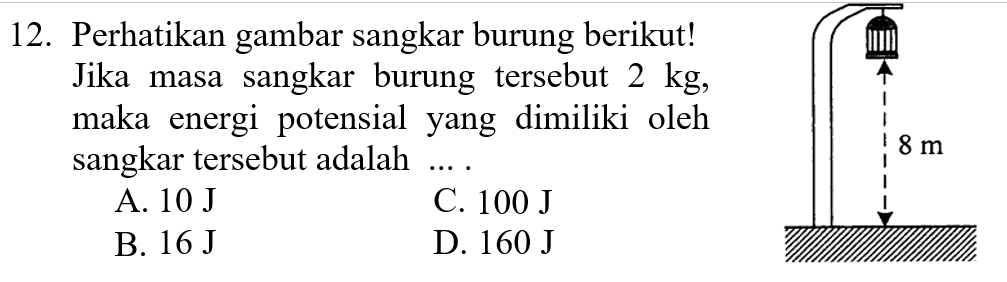 12. Perhatikan gambar sangkar burung berikut!
Jika masa sangkar burung tersebut 2 kg,
maka energi potensial yang dimiliki oleh
sangkar tersebut adalah ... .
A. 10 J C. 100 J
B. 16 J D. 160 J
8 m